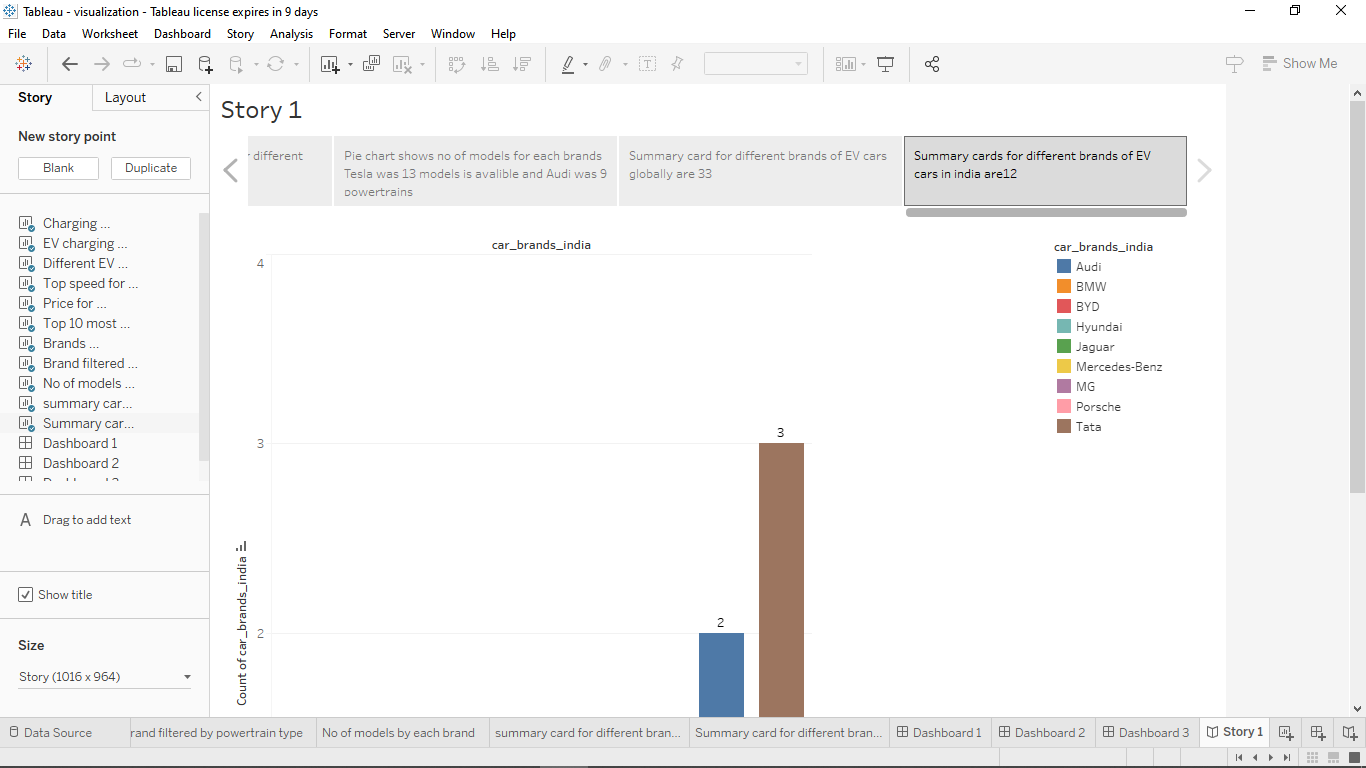 Tableau - visualization - Tableau license expires in 9 days
File Data Worksheet Dashboard Story Analysis Format Server Window Help
Show Me
Story Layout
New story point
Blank Duplicate
Charging ...
EV charging ...
Different EV ...
Top speed for ...
Price for ...
Top 10 most ...
Brands ...
Brand filtered ...
No of models ...
summary car...
Summary car...
Dashboard 1
Dashboard 2
A Drag to add text
Show title
Size
Story (1016 x 964)
Story 1
different
Pie chart shows no of models for each brands
Tesla was 13 models is avalible and Audi was 9
powertrains
Summary card for different brands of EV cars
globally are 33
Summary cards for different brands of EV
cars in india are12
car_brands_india
4
3
2
Count of car_brands_india
3
2
car_brands_india
Audi
BMW
BYD
Hyundai
Jaguar
Mercedes-Benz
MG
Porsche
Tata
Data Source rand filtered by powertrain type No of models by each brand summary card for different bran... Summary card for different bran... Dashboard 1 Dashboard 2 Dashboard 3 Story 1